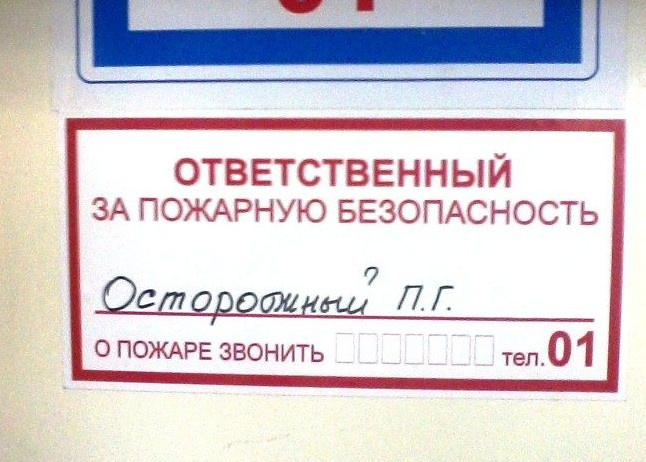 ОТВЕТСТВЕННЫЙ
ЗА ПОЖАРНУЮ БЕЗОПАСНОСТЬ
Осторожный П.Г.
О ПОЖАРЕ ЗВОНИТЬ тел. 01